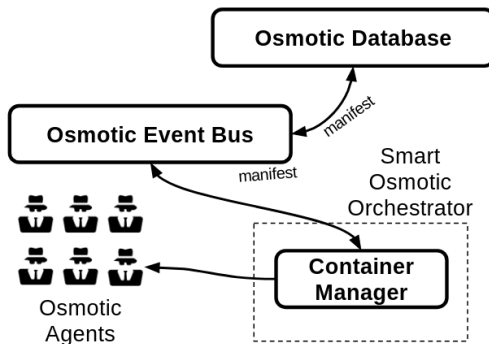 Osmotic Database
manifest
Osmotic Event Bus
manifest
Smart
Osmotic
Orchestrator
Container
Manager
Osmotic
Agents